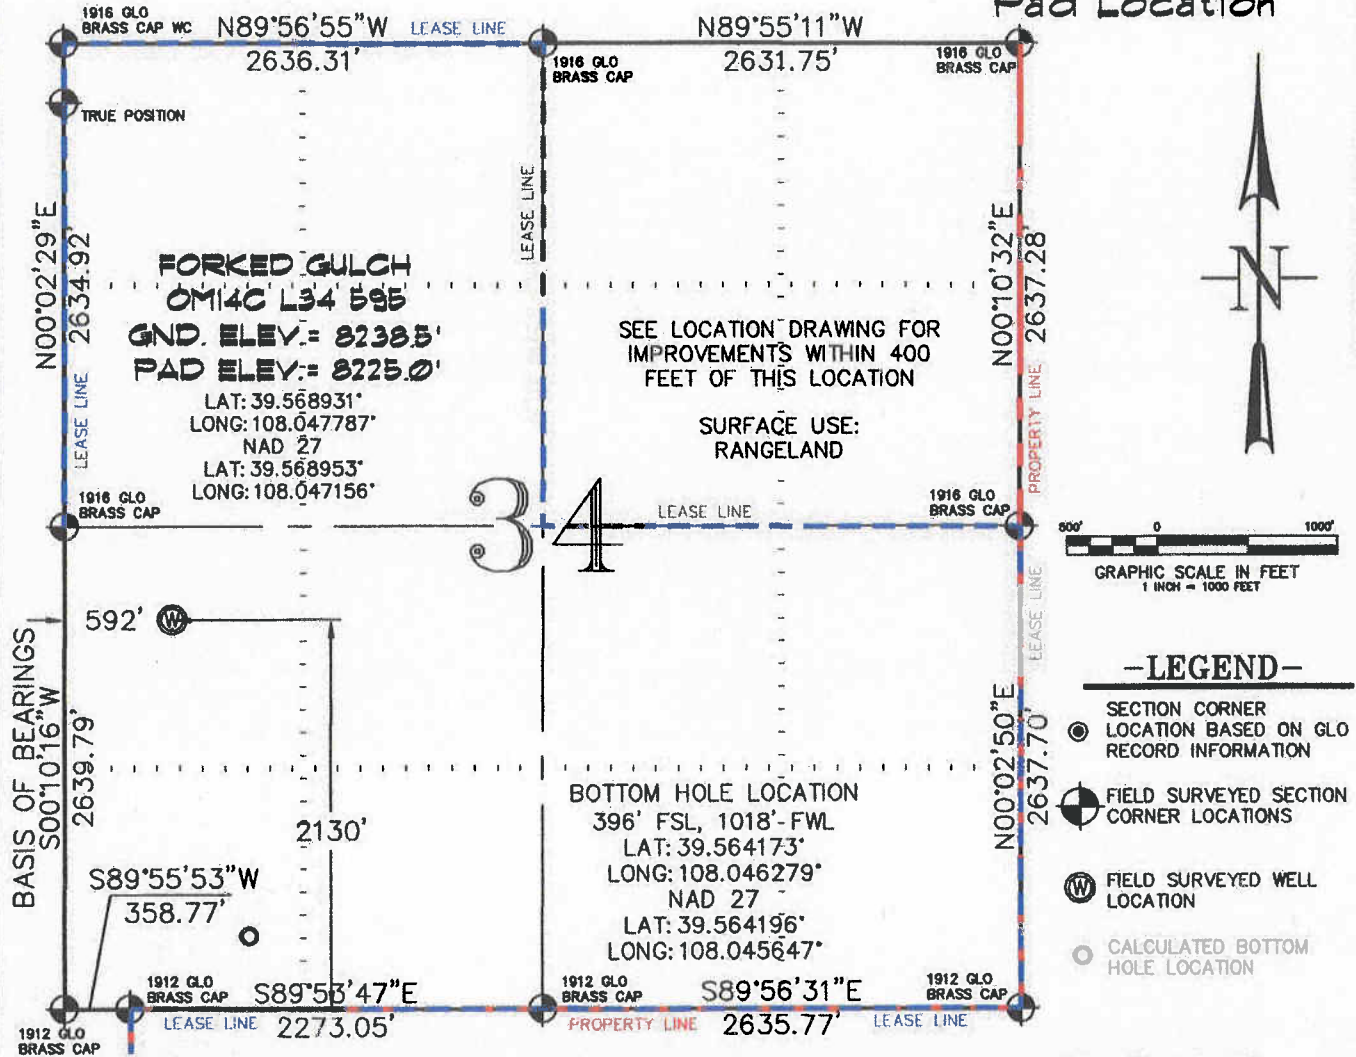 Pad Location
1916 GLO
BRASS CAP WC
N89°56'55"W
LEASE LINE
2636.31'
1916 GLO
BRASS CAP
N89°55'11"W
2631.75'
1916 GLO
BRASS CAP
TRUE POSITION
LEASE LINE
N00°02'29"E
2634.92'
LEASE LINE
FORKED GULCH
OM14C L34 595
GND. ELEV.= 8238.5'
PAD ELEV.= 8225.0'
LAT: 39.568931°
LONG: 108.047787°
NAD 27
LAT: 39.568953°
LONG: 108.047156°
SEE LOCATION DRAWING FOR
IMPROVEMENTS WITHIN 400
FEET OF THIS LOCATION
SURFACE USE:
RANGELAND
N00°10'32"E
2637.28'
PROPERTY LINE
N
1916 GLO
BRASS CAP
34
LEASE LINE
1916 GLO
BRASS CAP
500' 0 1000'
GRAPHIC SCALE IN FEET
1 INCH = 1000 FEET
592'
W
LEASE LINE
BASIS OF BEARINGS
S00°10'16"W
2639.79'
2130'
N00°02'50"E
2637.70'
-LEGEND-
SECTION CORNER
LOCATION BASED ON GLO
RECORD INFORMATION
FIELD SURVEYED SECTION
CORNER LOCATIONS
W
FIELD SURVEYED WELL
LOCATION
CALCULATED BOTTOM
HOLE LOCATION
BOTTOM HOLE LOCATION
396' FSL, 1018' FWL
LAT: 39.564173°
LONG: 108.046279°
NAD 27
LAT: 39.564196°
LONG: 108.045647°
S89°55'53"W
358.77'
1912 GLO
BRASS CAP
1912 GLO
BRASS CAP
S89°53'47"E
LEASE LINE
2273.05'
1912 GLO
BRASS CAP
S89°56'31"E
PROPERTY LINE
2635.77'
LEASE LINE
1912 GLO
BRASS CAP